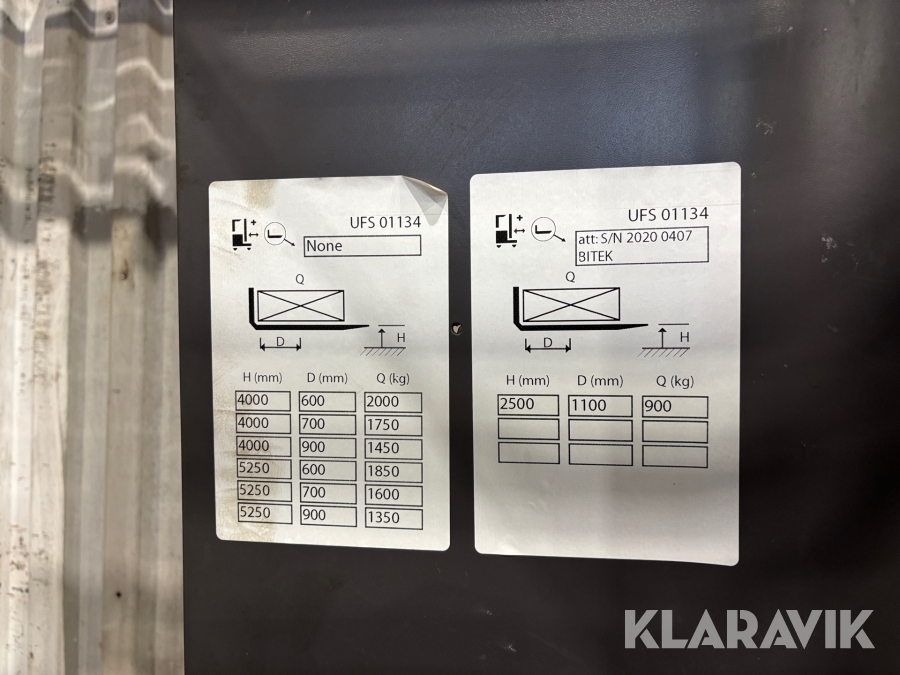 UFS 01134
None
Q
D
H
H (mm) D (mm) Q (kg)
4000 600 2000
4000 700 1750
4000 900 1450
5250 600 1850
5250 700 1600
5250 900 1350
UFS 01134
att: S/N 2020 0407
BITEK
Q
D
H
H (mm) D (mm) Q (kg)
2500 1100 900
KLARAVIK